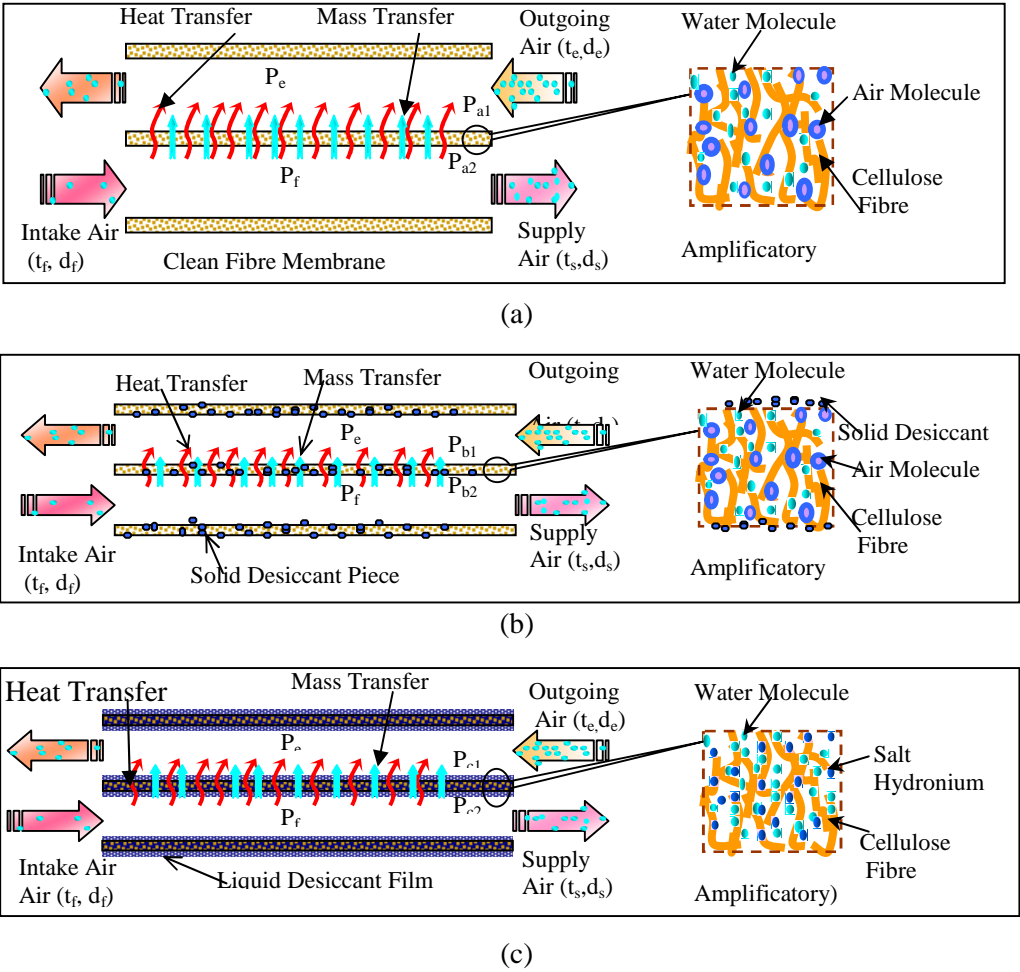 Heat Transfer
Mass Transfer
Outgoing
Air (te,de)
Water Molecule
Pe
Pa1
Air Molecule
Pa2
Pf
Cellulose
Fibre
Intake Air
(tf, df)
Clean Fibre Membrane
Supply
Air (ts,ds)
Amplificatory
(a)
Heat Transfer
Mass Transfer
Outgoing
Water Molecule
Solid Desiccant
Pe
Pb1
Air Molecule
Pf
Pb2
Cellulose
Fibre
Intake Air
(tf, df)
Solid Desiccant Piece
Supply
Air (ts,ds)
Amplificatory
(b)
Heat Transfer
Mass Transfer
Outgoing
Air (te,de)
Water Molecule
Pe
Pc1
Salt
Hydronium
Pc2
Pf
Cellulose
Fibre
Intake Air
Air (tf, df)
Liquid Desiccant Film
Supply
Air (ts,ds)
Amplificatory)
(c)